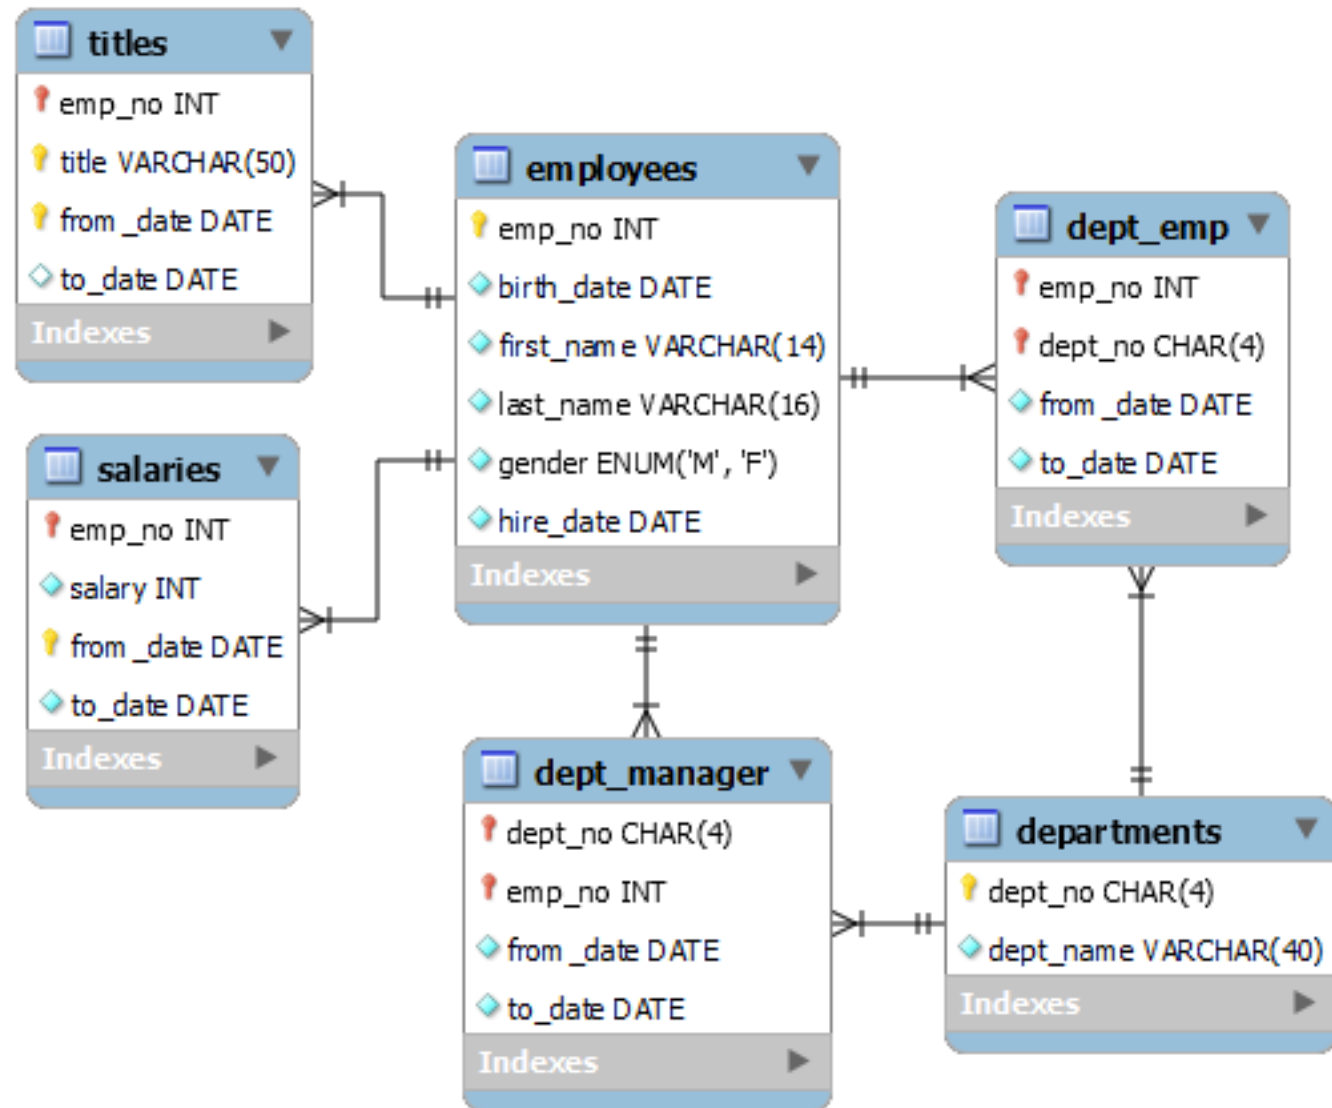 titles
emp_no INT
title VARCHAR(50)
from_date DATE
to_date DATE
Indexes
employees
emp_no INT
birth_date DATE
first_name VARCHAR(14)
last_name VARCHAR(16)
gender ENUM('M', 'F')
hire_date DATE
Indexes
dept_emp
emp_no INT
dept_no CHAR(4)
from_date DATE
to_date DATE
Indexes
salaries
emp_no INT
salary INT
from_date DATE
to_date DATE
Indexes
dept_manager
dept_no CHAR(4)
emp_no INT
from_date DATE
to_date DATE
Indexes
departments
dept_no CHAR(4)
dept_name VARCHAR(40)
Indexes